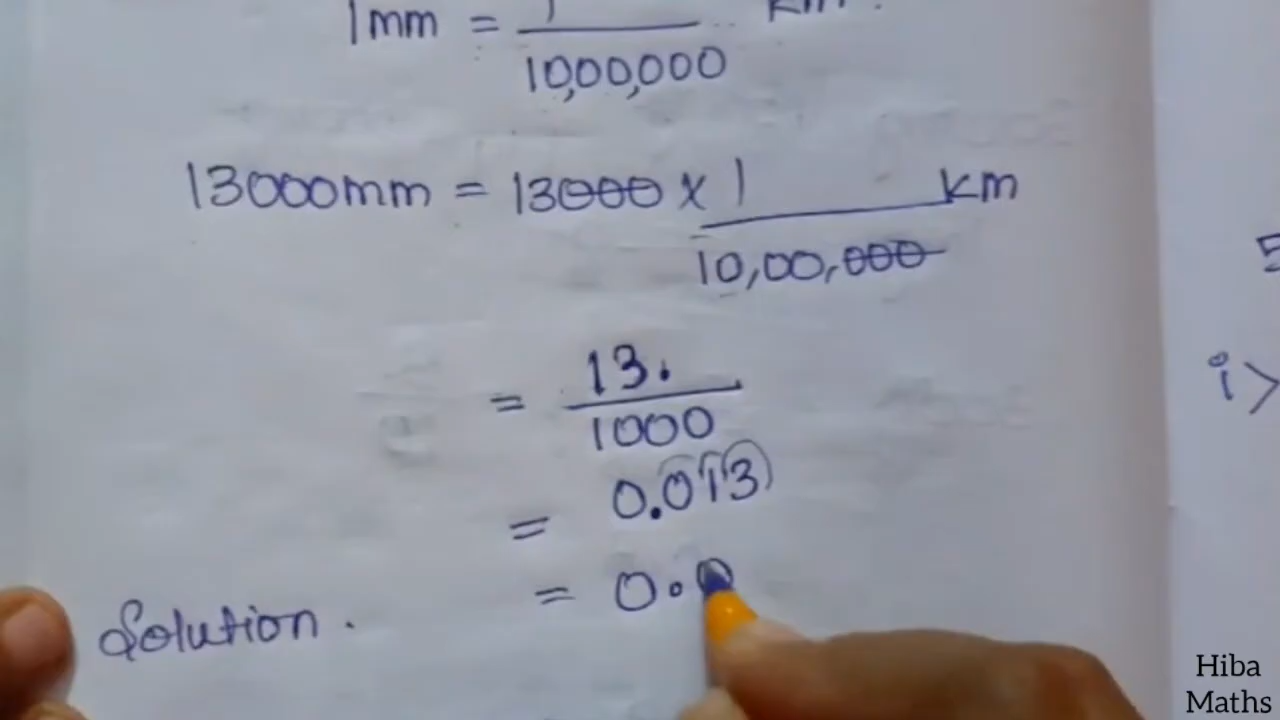 1mm = 1 / 10,00,000 km.
13000mm = 13000 x 1 / 10,00,000 km
= 13. / 1000
= 0.013
= 0.0
Solution.
i>
Hiba
Maths